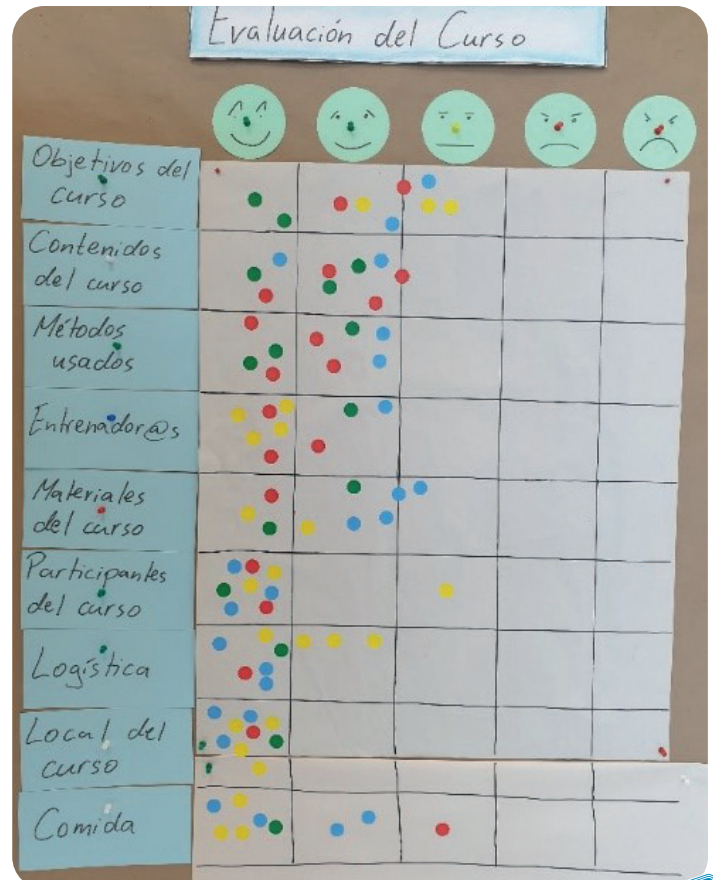 Evaluación del Curso
Objetivos del
curso
Contenidos
del curso
Métodos
usados
Entrenador@s
Materiales
del curso
Participantes
del curso
Logística
Local del
curso
Comida